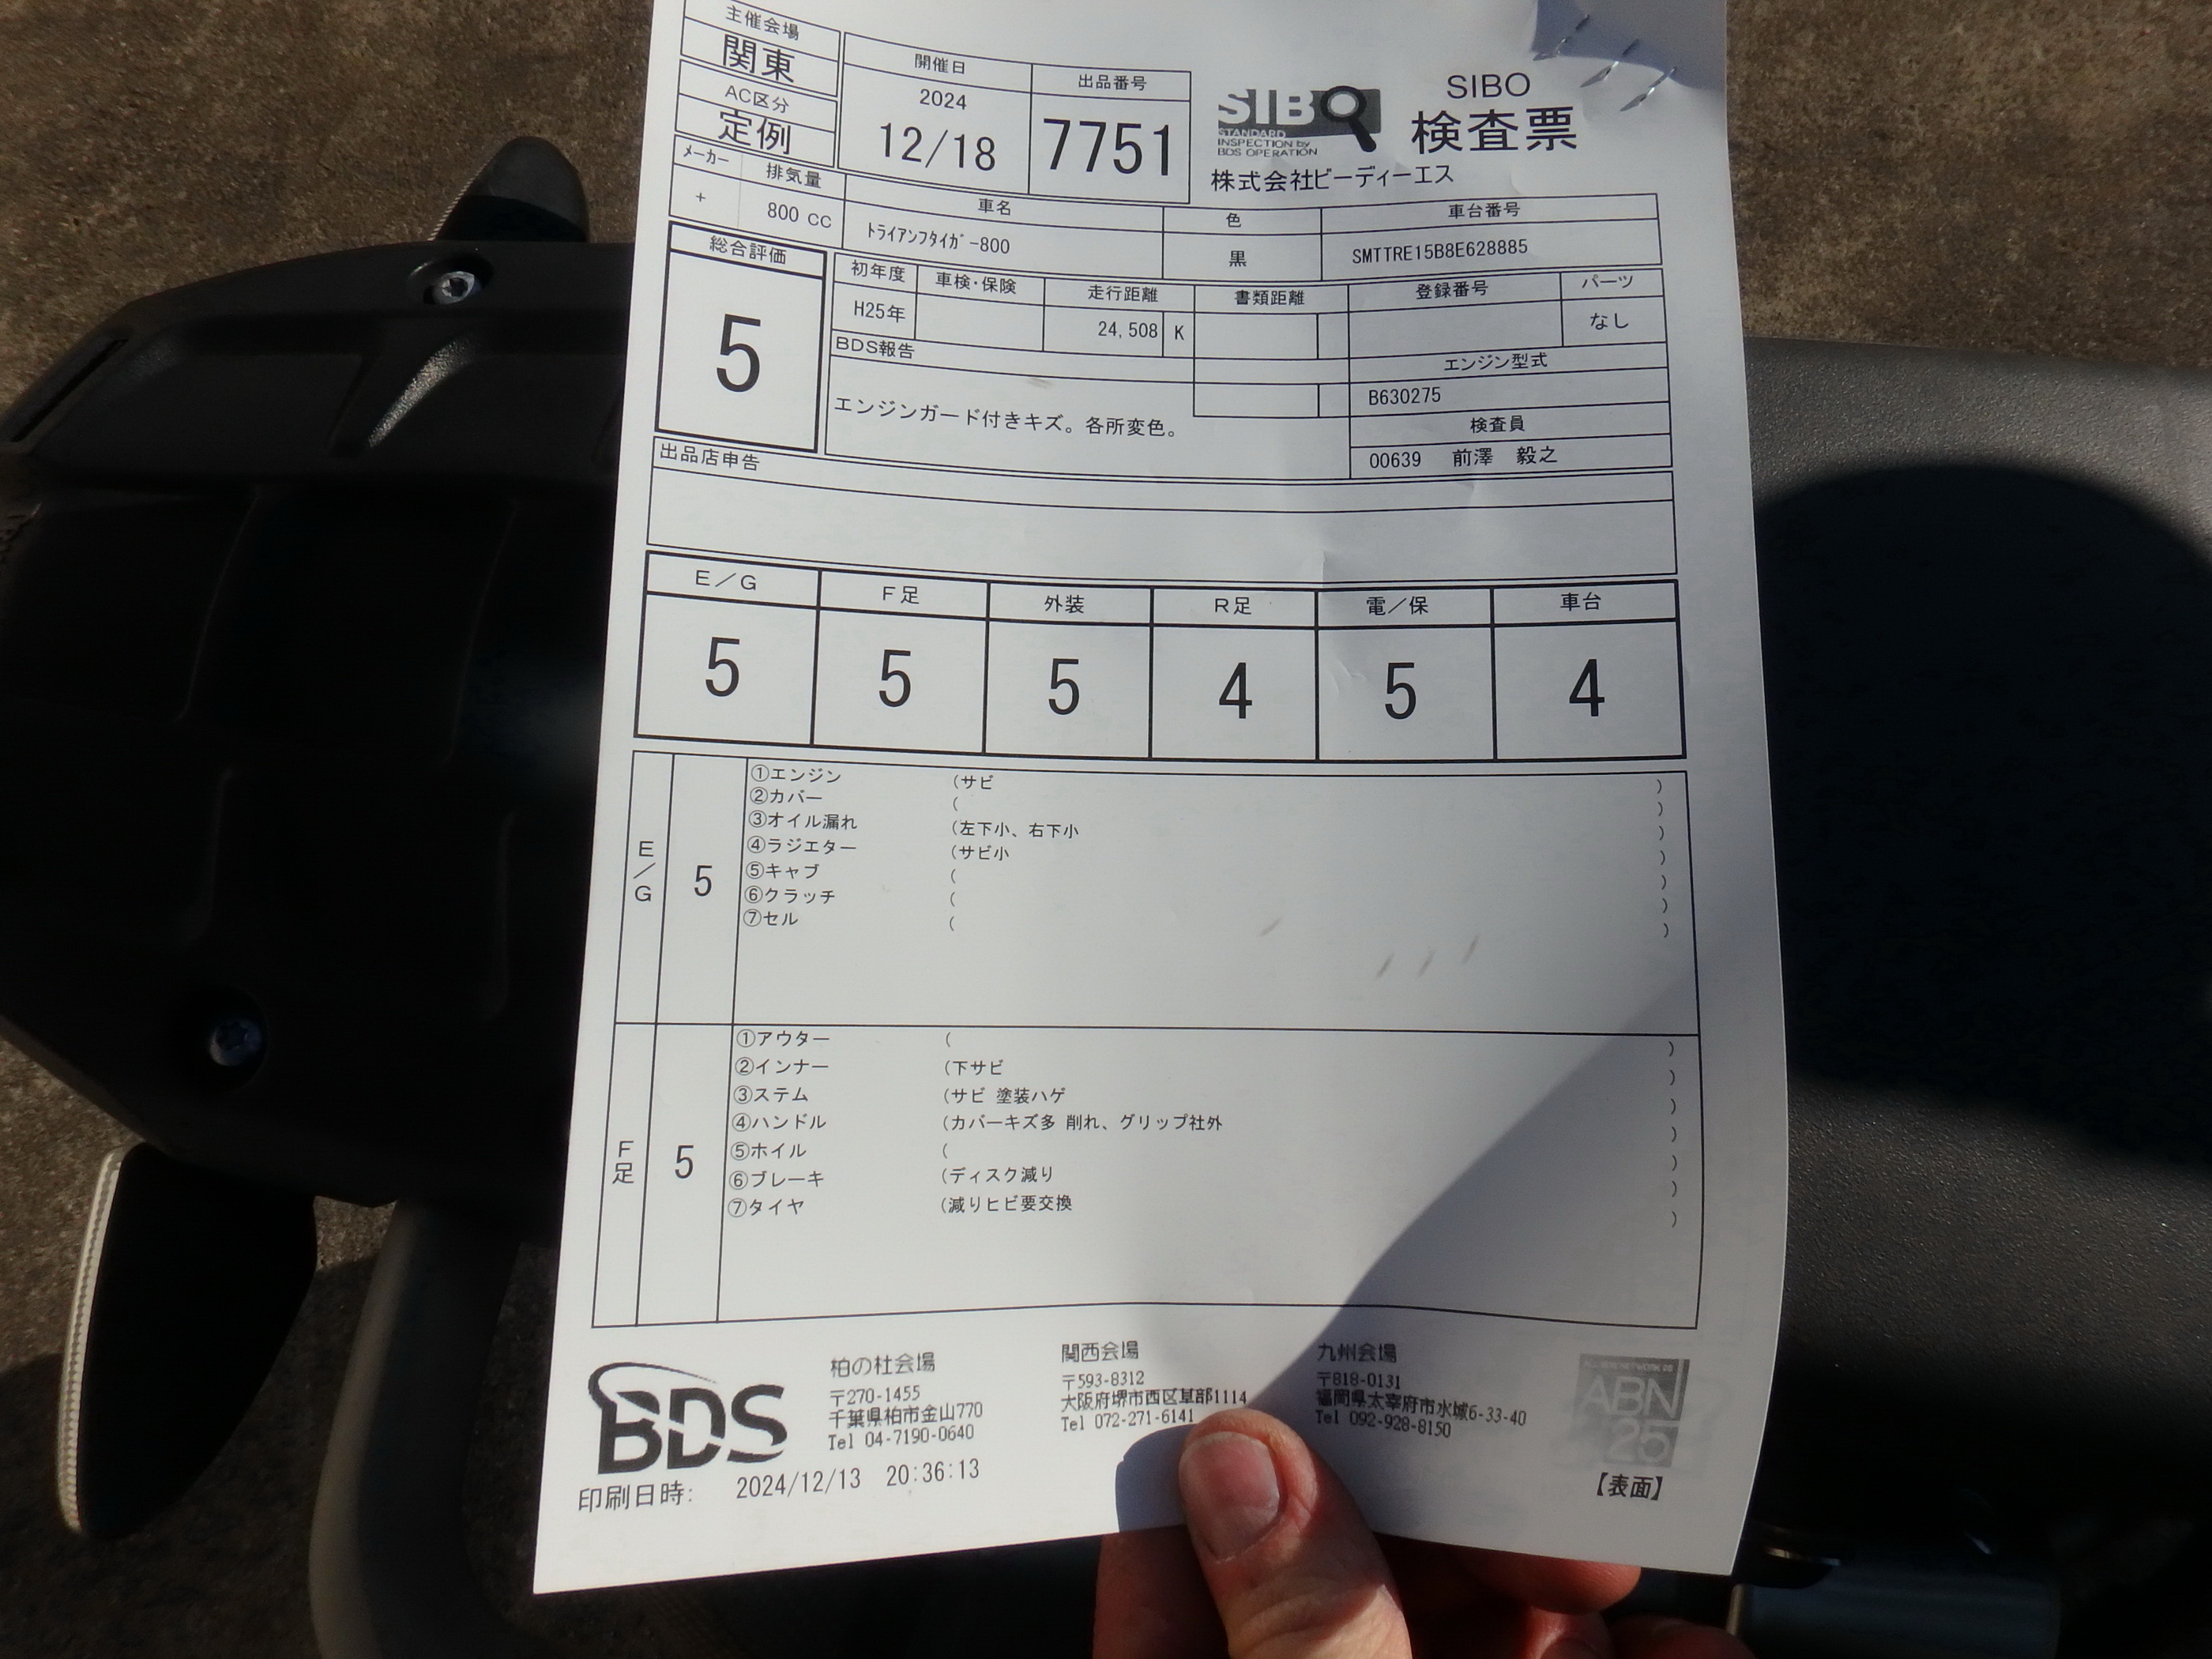 主催会場
関東
AC区分
定例
開催日
2024
12/18
出品番号
7751
SIBO
STANDARD
INSPECTION by
BDS OPERATION
SIBO
検査票
株式会社ビーディーエス
メーカー 排気量 車名 色 車台番号
+ 800 CC トライアンフタイガー800 黒 SMTTRE15B8E628885
総合評価
5
初年度 車検・保険 走行距離 書類距離 登録番号 パーツ
H25年 24,508 K なし
BDS報告
エンジンガード付きキズ。各所変色。
エンジン型式
B630275
検査員
00639 前澤 毅之
出品店申告
E/G F足 外装 R足 電/保 車台
5 5 5 4 5 4
E/G 5
①エンジン (サビ )
②カバー ( )
③オイル漏れ (左下小、右下小 )
④ラジエター (サビ小 )
⑤キャブ ( )
⑥クラッチ ( )
⑦セル ( )
F足 5
①アウター ( )
②インナー (下サビ )
③ステム (サビ 塗装ハゲ )
④ハンドル (カバーキズ多 削れ、グリップ社外 )
⑤ホイル ( )
⑥ブレーキ (ディスク減り )
⑦タイヤ (減りヒビ要交換 )
BDS
柏の杜会場
〒270-1455
千葉県柏市金山770
Tel 04-7190-0640
関西会場
〒593-8312
大阪府堺市西区草部1114
Tel 072-271-6141
九州会場
〒818-0131
福岡県太宰府市水城6-33-40
Tel 092-928-8150
ABN
25
印刷日時: 2024/12/13 20:36:13
【表面】